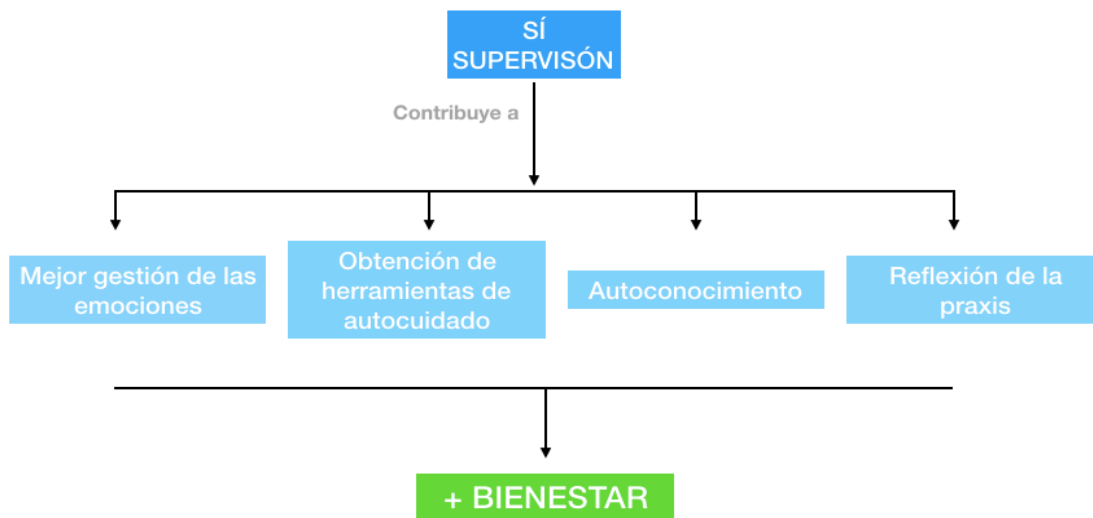 SÍ
SUPERVISÓN
Contribuye a
Mejor gestión de las
emociones
Obtención de
herramientas de
autocuidado
Autoconocimiento
Reflexión de la
praxis
+ BIENESTAR